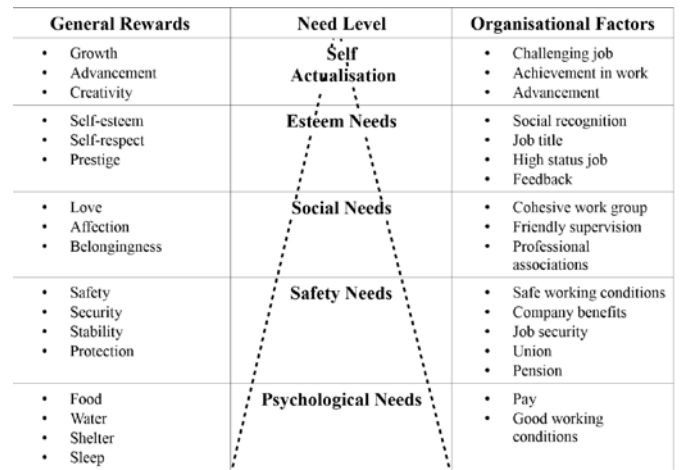 General Rewards Need Level Organisational Factors
• Growth
• Advancement
• Creativity
Self
Actualisation
• Challenging job
• Achievement in work
• Advancement
• Self-esteem
• Self-respect
• Prestige
Esteem Needs
• Social recognition
• Job title
• High status job
• Feedback
• Love
• Affection
• Belongingness
Social Needs
• Cohesive work group
• Friendly supervision
• Professional
associations
• Safety
• Security
• Stability
• Protection
Safety Needs
• Safe working conditions
• Company benefits
• Job security
• Union
• Pension
• Food
• Water
• Shelter
• Sleep
Psychological Needs
• Pay
• Good working
conditions